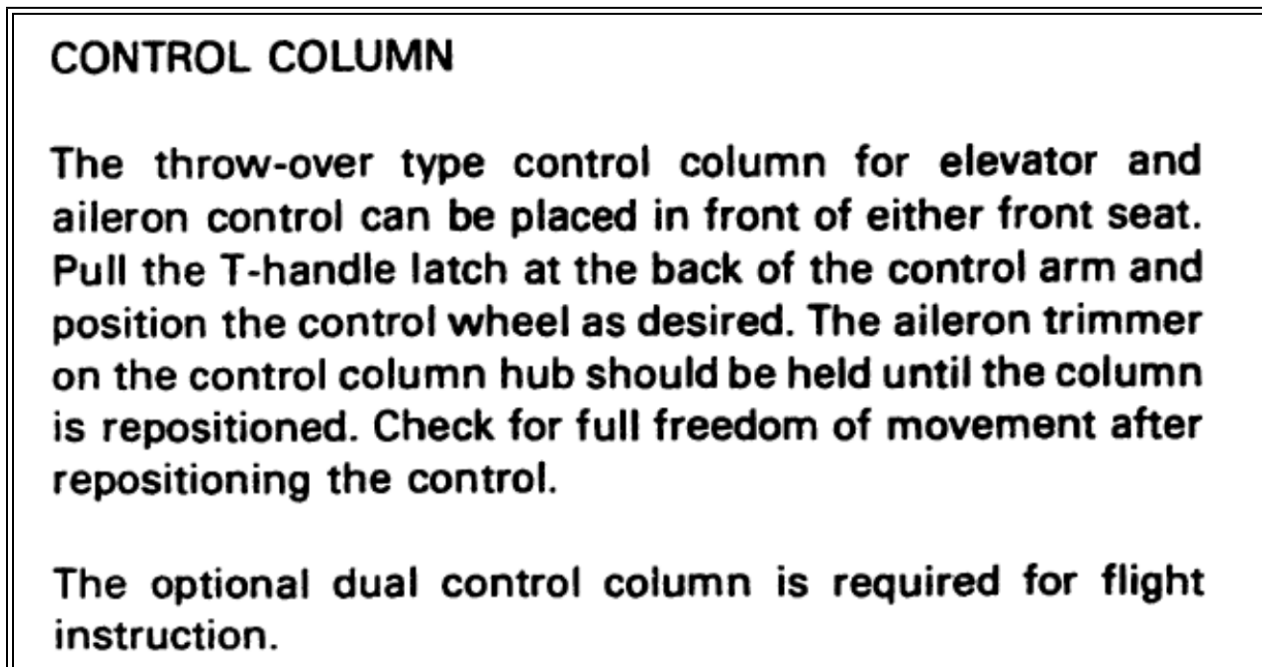 CONTROL COLUMN
The throw-over type control column for elevator and
aileron control can be placed in front of either front seat.
Pull the T-handle latch at the back of the control arm and
position the control wheel as desired. The aileron trimmer
on the control column hub should be held until the column
is repositioned. Check for full freedom of movement after
repositioning the control.
The optional dual control column is required for flight
instruction.